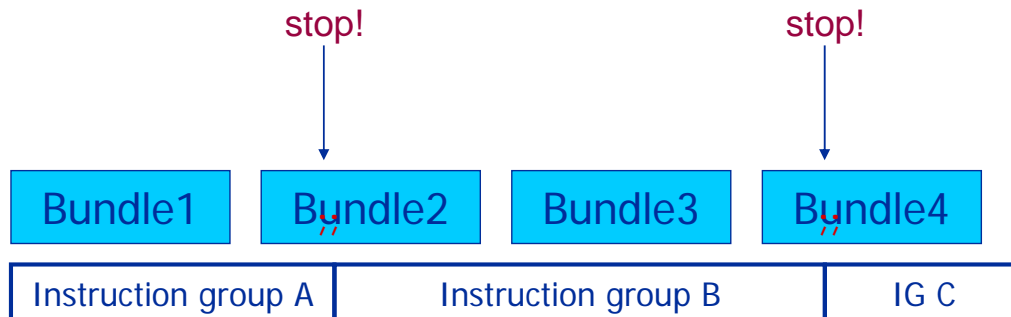 stop! stop!
Bundle1 Bundle2 Bundle3 Bundle4
;;
;;
Instruction group A Instruction group B IG C